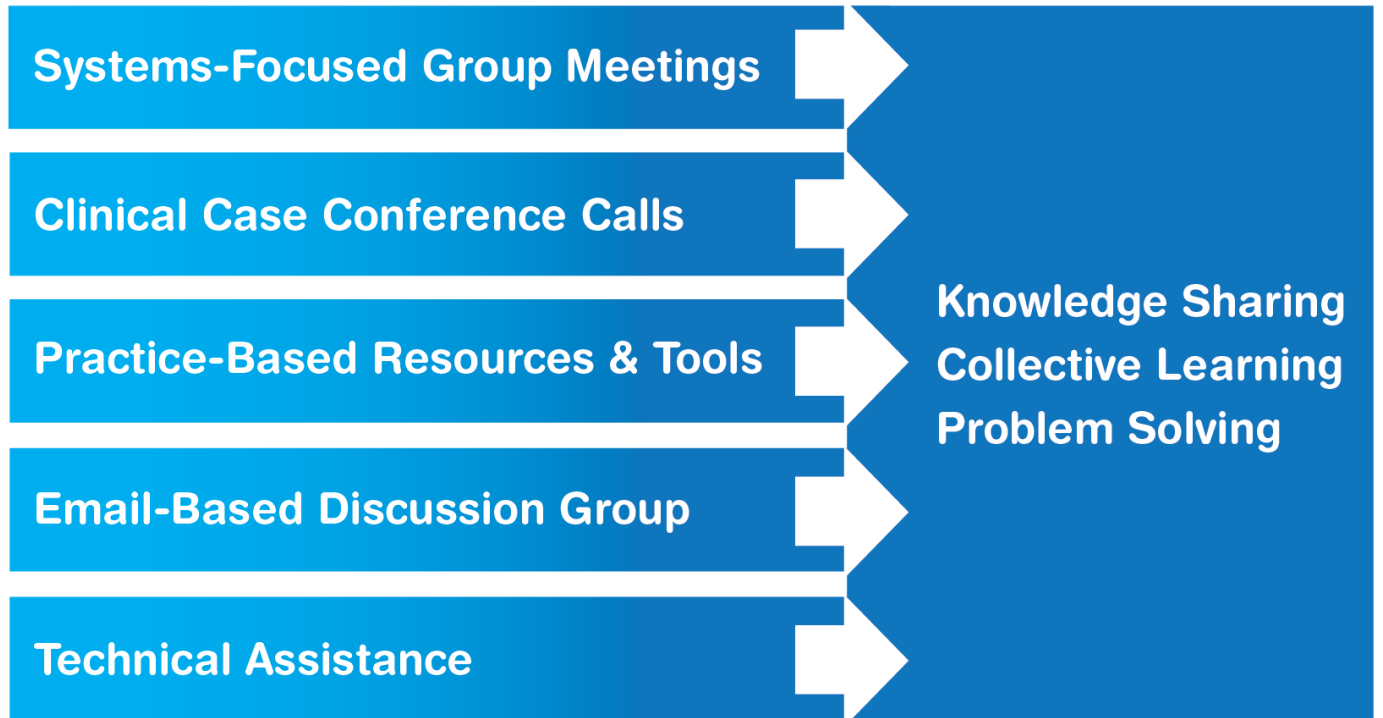 Systems-Focused Group Meetings
Clinical Case Conference Calls
Practice-Based Resources & Tools
Email-Based Discussion Group
Technical Assistance
Knowledge Sharing
Collective Learning
Problem Solving